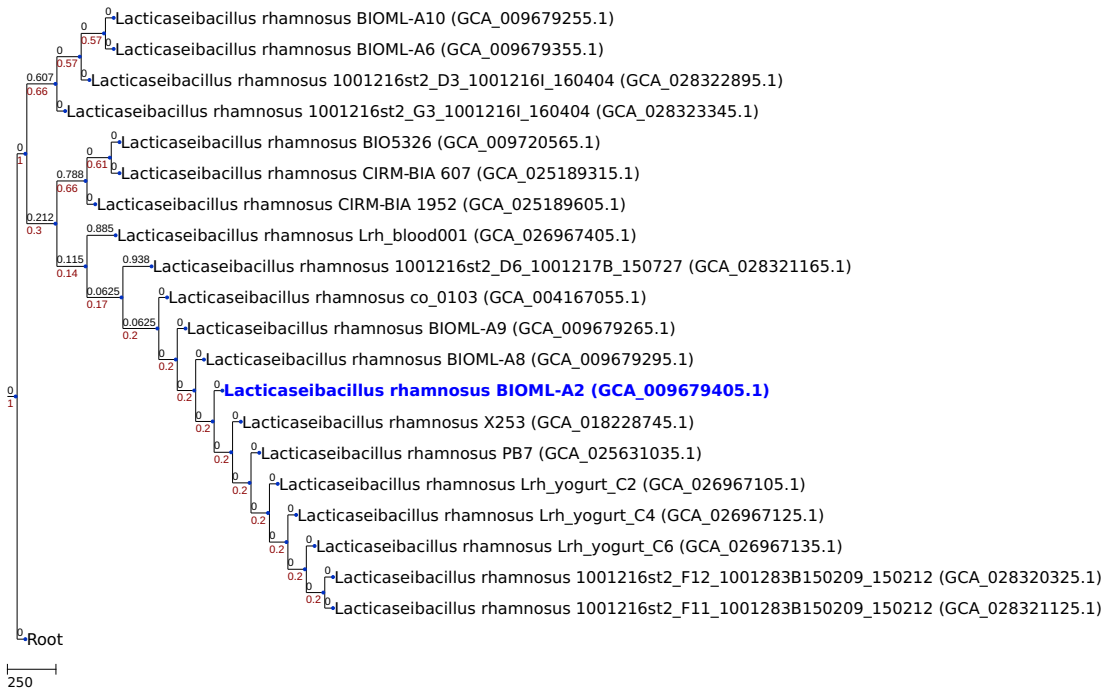 0
Lacticaseibacillus rhamnosus BIOML-A10 (GCA_009679255.1)
0
0.57
0
Lacticaseibacillus rhamnosus BIOML-A6 (GCA_009679355.1)
0
0.57
0
Lacticaseibacillus rhamnosus 1001216st2_D3_1001216I_160404 (GCA_028322895.1)
0.607
0.66
0
Lacticaseibacillus rhamnosus 1001216st2_G3_1001216I_160404 (GCA_028323345.1)
0
Lacticaseibacillus rhamnosus BIO5326 (GCA_009720565.1)
0
1
0
0.61
0
Lacticaseibacillus rhamnosus CIRM-BIA 607 (GCA_025189315.1)
0.788
0.66
0
Lacticaseibacillus rhamnosus CIRM-BIA 1952 (GCA_025189605.1)
0.212
0.3
0.885
Lacticaseibacillus rhamnosus Lrh_blood001 (GCA_026967405.1)
0.115
0.14
0.938
Lacticaseibacillus rhamnosus 1001216st2_D6_1001217B_150727 (GCA_028321165.1)
0.0625
0.17
0
Lacticaseibacillus rhamnosus co_0103 (GCA_004167055.1)
0.0625
0.2
0
Lacticaseibacillus rhamnosus BIOML-A9 (GCA_009679265.1)
0
0.2
0
Lacticaseibacillus rhamnosus BIOML-A8 (GCA_009679295.1)
0
0.2
0
Lacticaseibacillus rhamnosus BIOML-A2 (GCA_009679405.1)
0
1
0
0.2
0
Lacticaseibacillus rhamnosus X253 (GCA_018228745.1)
0
0.2
0
Lacticaseibacillus rhamnosus PB7 (GCA_025631035.1)
0
0.2
0
Lacticaseibacillus rhamnosus Lrh_yogurt_C2 (GCA_026967105.1)
0
0.2
0
Lacticaseibacillus rhamnosus Lrh_yogurt_C4 (GCA_026967125.1)
0
0.2
0
Lacticaseibacillus rhamnosus Lrh_yogurt_C6 (GCA_026967135.1)
0
0.2
0
Lacticaseibacillus rhamnosus 1001216st2_F12_1001283B150209_150212 (GCA_028320325.1)
0
0.2
0
Lacticaseibacillus rhamnosus 1001216st2_F11_1001283B150209_150212 (GCA_028321125.1)
0
Root
250